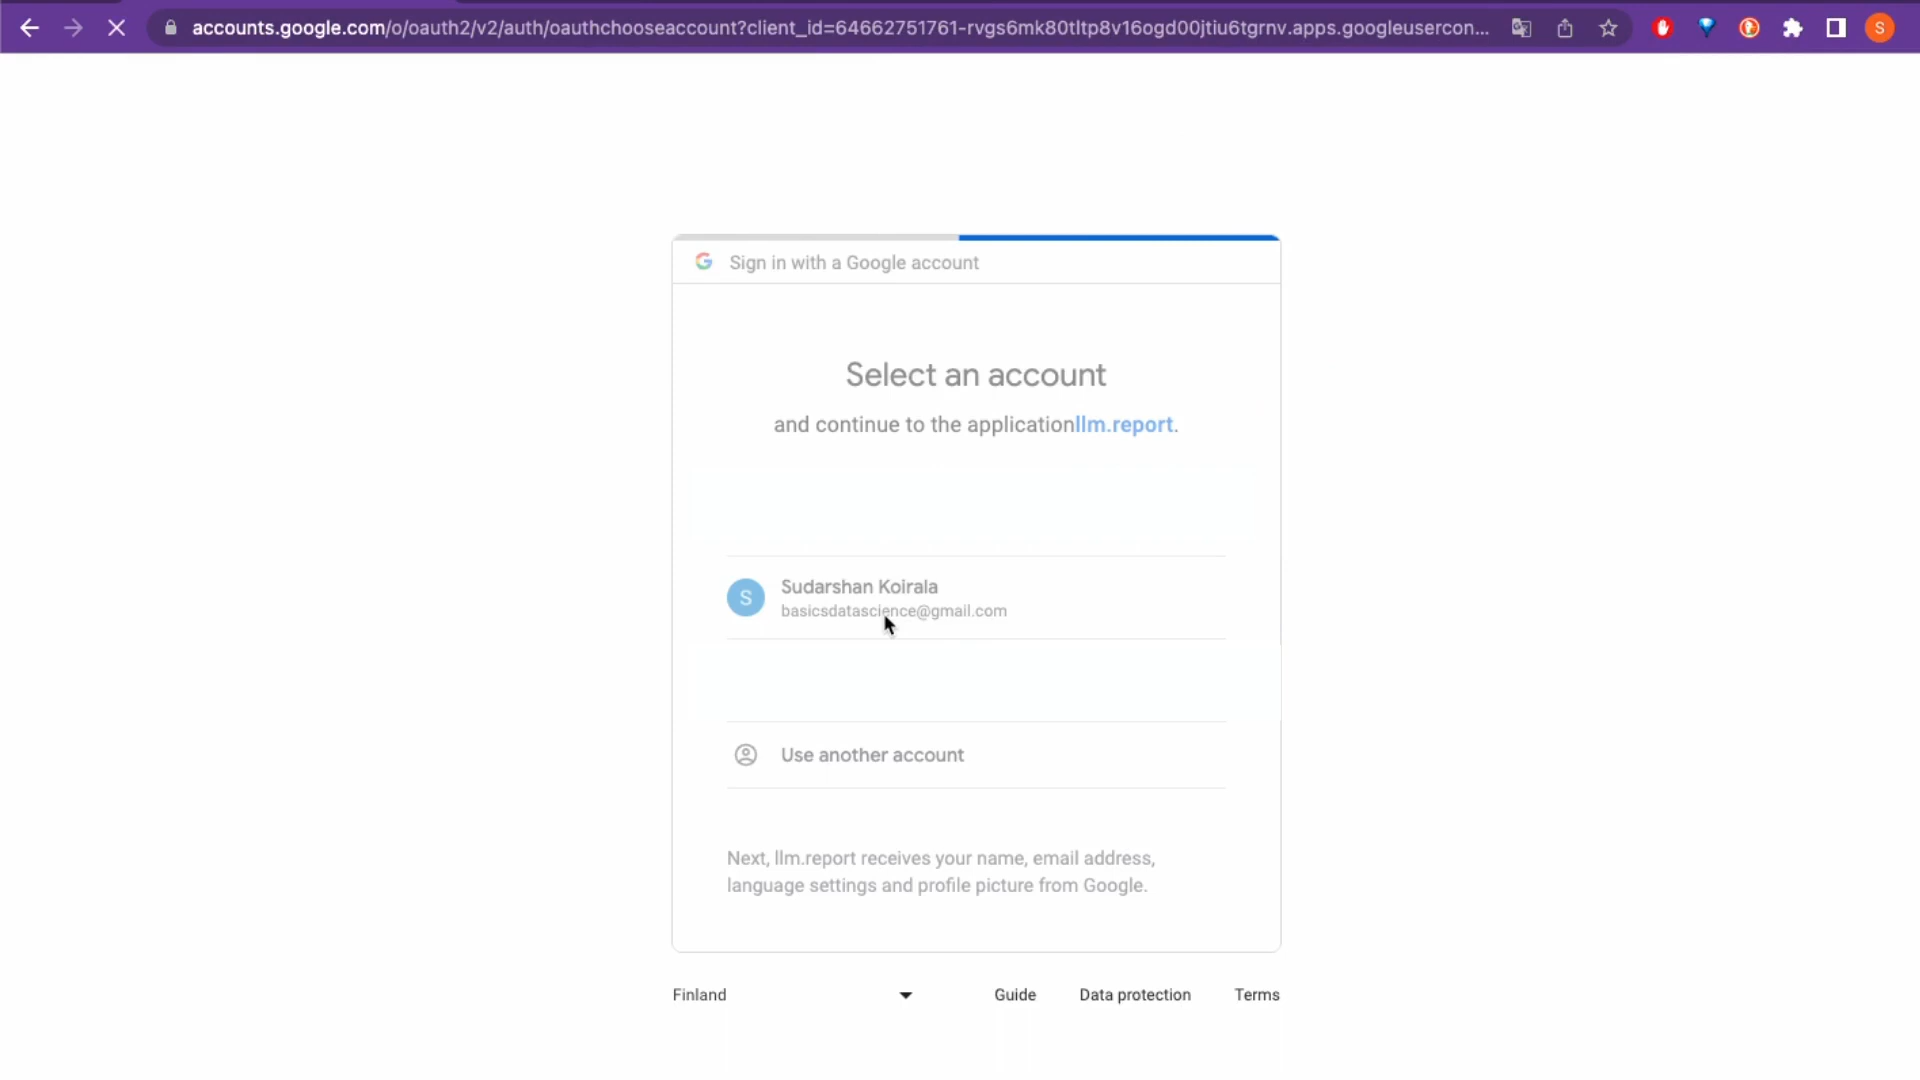 accounts.google.com/o/oauth2/v2/auth/oauthchooseaccount?client_id=64662751761-rvgs6mk80tltp8v16ogd00jtiu6tgrnv.apps.googleusercon...
S
Sign in with a Google account
Select an account
and continue to the applicationllm.report.
S
Sudarshan Koirala
basicsdatascience@gmail.com
Use another account
Next, llm.report receives your name, email address,
language settings and profile picture from Google.
Finland
Guide
Data protection
Terms